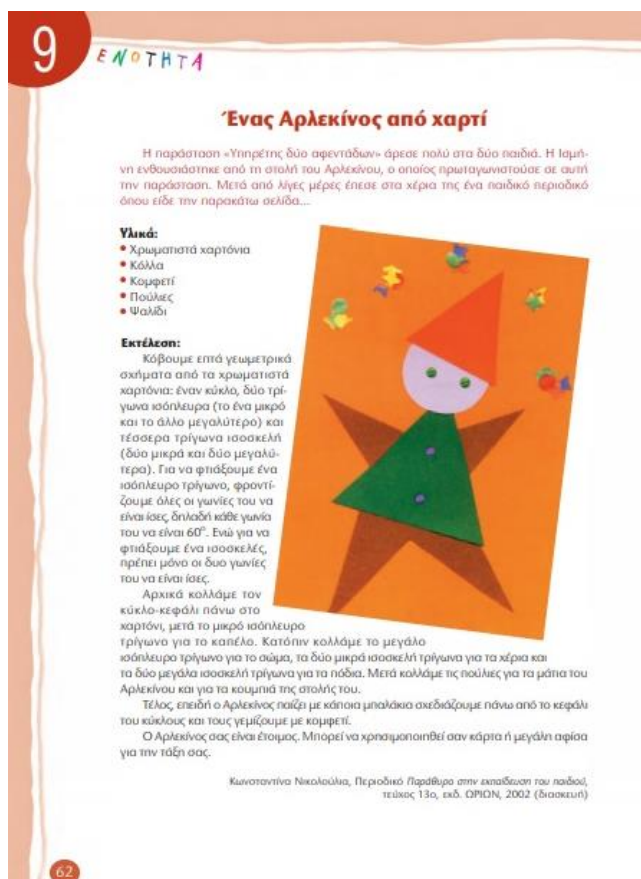 9
ΕΝΟΤΗΤΑ
Ένας Αρλεκίνος από χαρτί
Η παράσταση «Υπηρέτης δύο αφεντάδων» άρεσε πολύ στα δύο παιδιά. Η Ισμή-
νη ενθουσιάστηκε από τη στολή του Αρλεκίνου, ο οποίος πρωταγωνιστούσε σε αυτή
την παράσταση. Μετά από λίγες μέρες έπεσε στα χέρια της ένα παιδικό περιοδικό
όπου είδε την παρακάτω σελίδα...
Υλικά:
• Χρωματιστά χαρτόνια
• Κόλλα
• Κομφετί
• Πούλιες
• Ψαλίδι
Εκτέλεση:
Κόβουμε επτά γεωμετρικά
σχήματα από τα χρωματιστά
χαρτόνια: έναν κύκλο, δύο τρί-
γωνα ισόπλευρα (το ένα μικρό
και το άλλο μεγαλύτερο) και
τέσσερα τρίγωνα ισοσκελή
(δύο μικρά και δύο μεγαλύ-
τερα). Για να φτιάξουμε ένα
ισόπλευρο τρίγωνο, φροντί-
ζουμε όλες οι γωνίες του να
είναι ίσες, δηλαδή κάθε γωνία
του να είναι 60°. Ενώ για να
φτιάξουμε ένα ισοσκελές,
πρέπει μόνο οι δυο γωνίες
του να είναι ίσες.
Αρχικά κολλάμε τον
κύκλο-κεφάλι πάνω στο
χαρτόνι, μετά το μικρό ισόπλευρο
τρίγωνο για το καπέλο. Κατόπιν κολλάμε το μεγάλο
ισόπλευρο τρίγωνο για το σώμα, τα δύο μικρά ισοσκελή τρίγωνα για τα χέρια και
τα δύο μεγάλα ισοσκελή τρίγωνα για τα πόδια. Μετά κολλάμε τις πούλιες για τα μάτια του
Αρλεκίνου και για τα κουμπιά της στολής του.
Τέλος, επειδή ο Αρλεκίνος παίζει με κάποια μπαλάκια σχεδιάζουμε πάνω από το κεφάλι
του κύκλους και τους γεμίζουμε με κομφετί.
Ο Αρλεκίνος σας είναι έτοιμος. Μπορεί να χρησιμοποιηθεί σαν κάρτα ή μεγάλη αφίσα
για την τάξη σας.
Κωνσταντίνα Νικολούλια, Περιοδικό Παράθυρο στην εκπαίδευση του παιδιού,
τεύχος 13ο, εκδ. ΩΡΙΩΝ, 2002 (διασκευή)
62